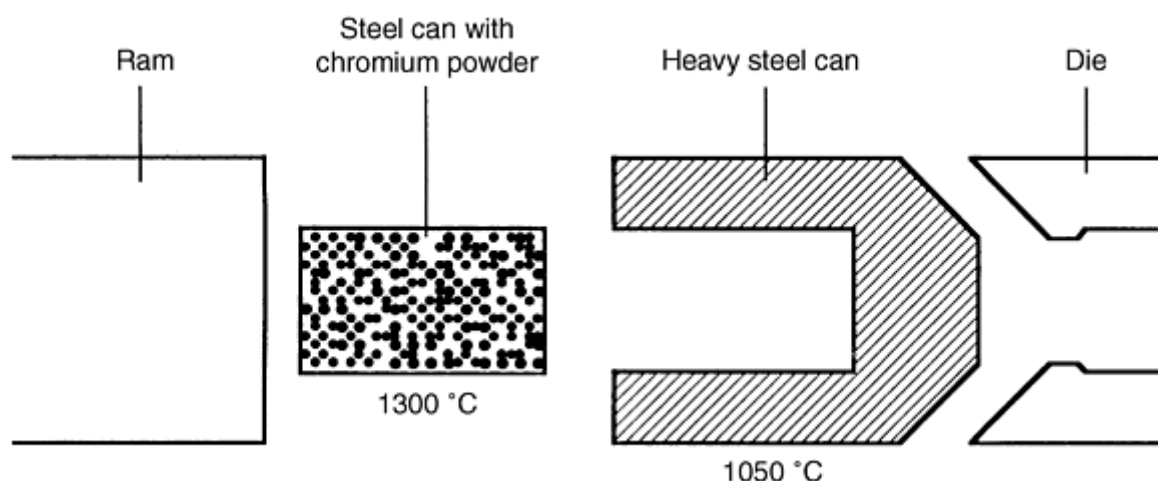 Ram
Steel can with
chromium powder
Heavy steel can
Die
1300 °C
1050 °C